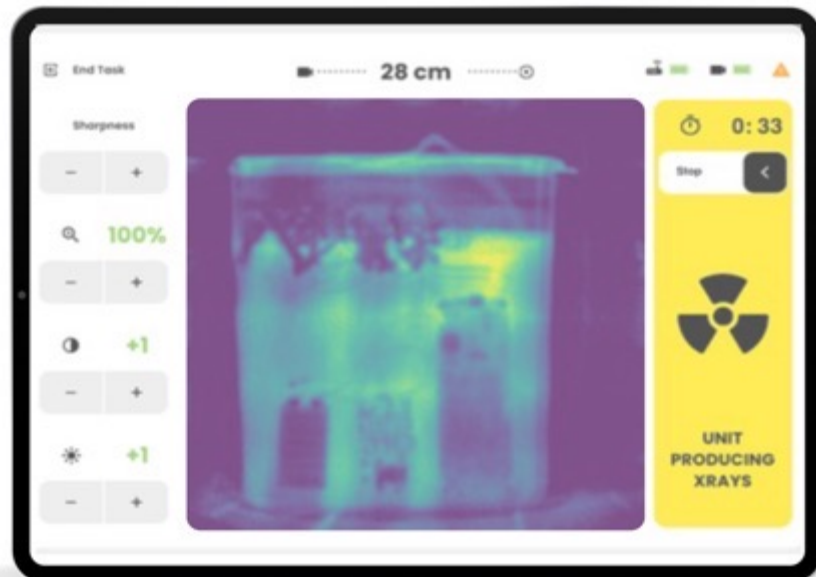 End Task
28 cm
Sharpness
- +
100%
- +
+1
- +
+1
- +
0:33
Stop
<
UNIT
PRODUCING
XRAYS